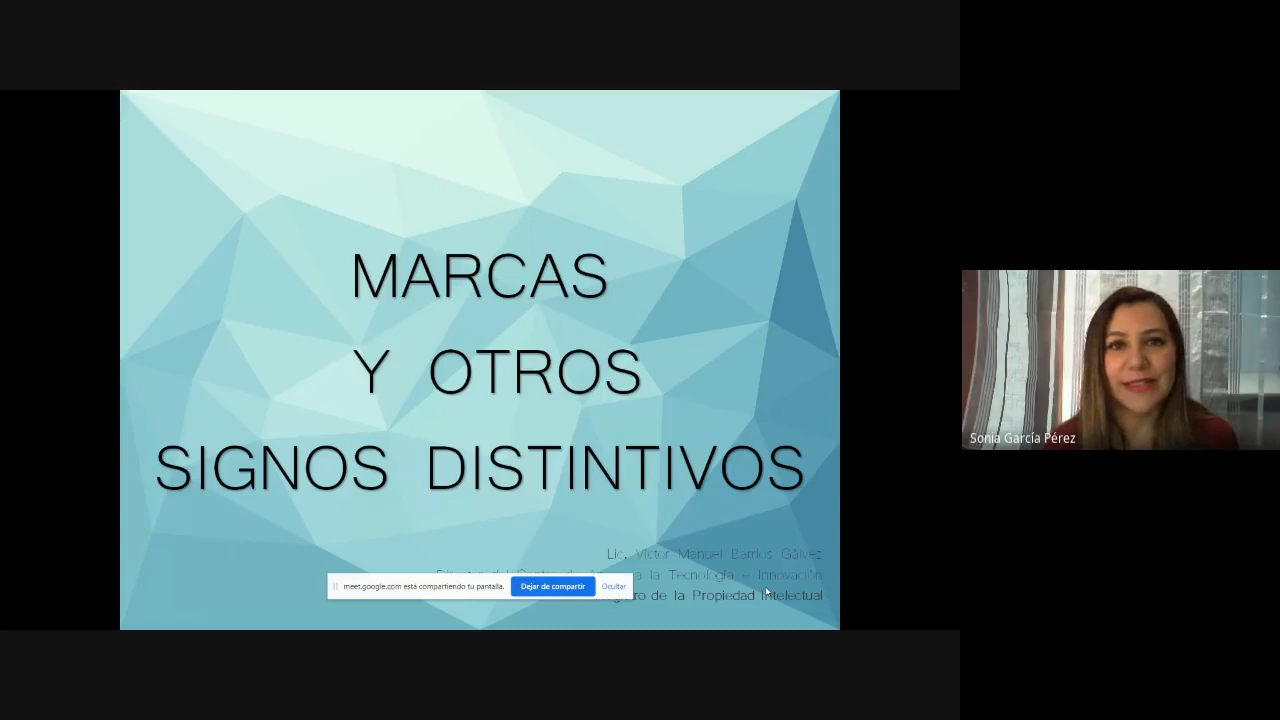 MARCAS
Y OTROS
SIGNOS DISTINTIVOS
Lic. Víctor Manuel Barrios Gálvez
a la Tecnología e Innovación
de la Propiedad Intelectual
meet.google.com está compartiendo tu pantalla.
Dejar de compartir
Ocultar
Sonia García Pérez